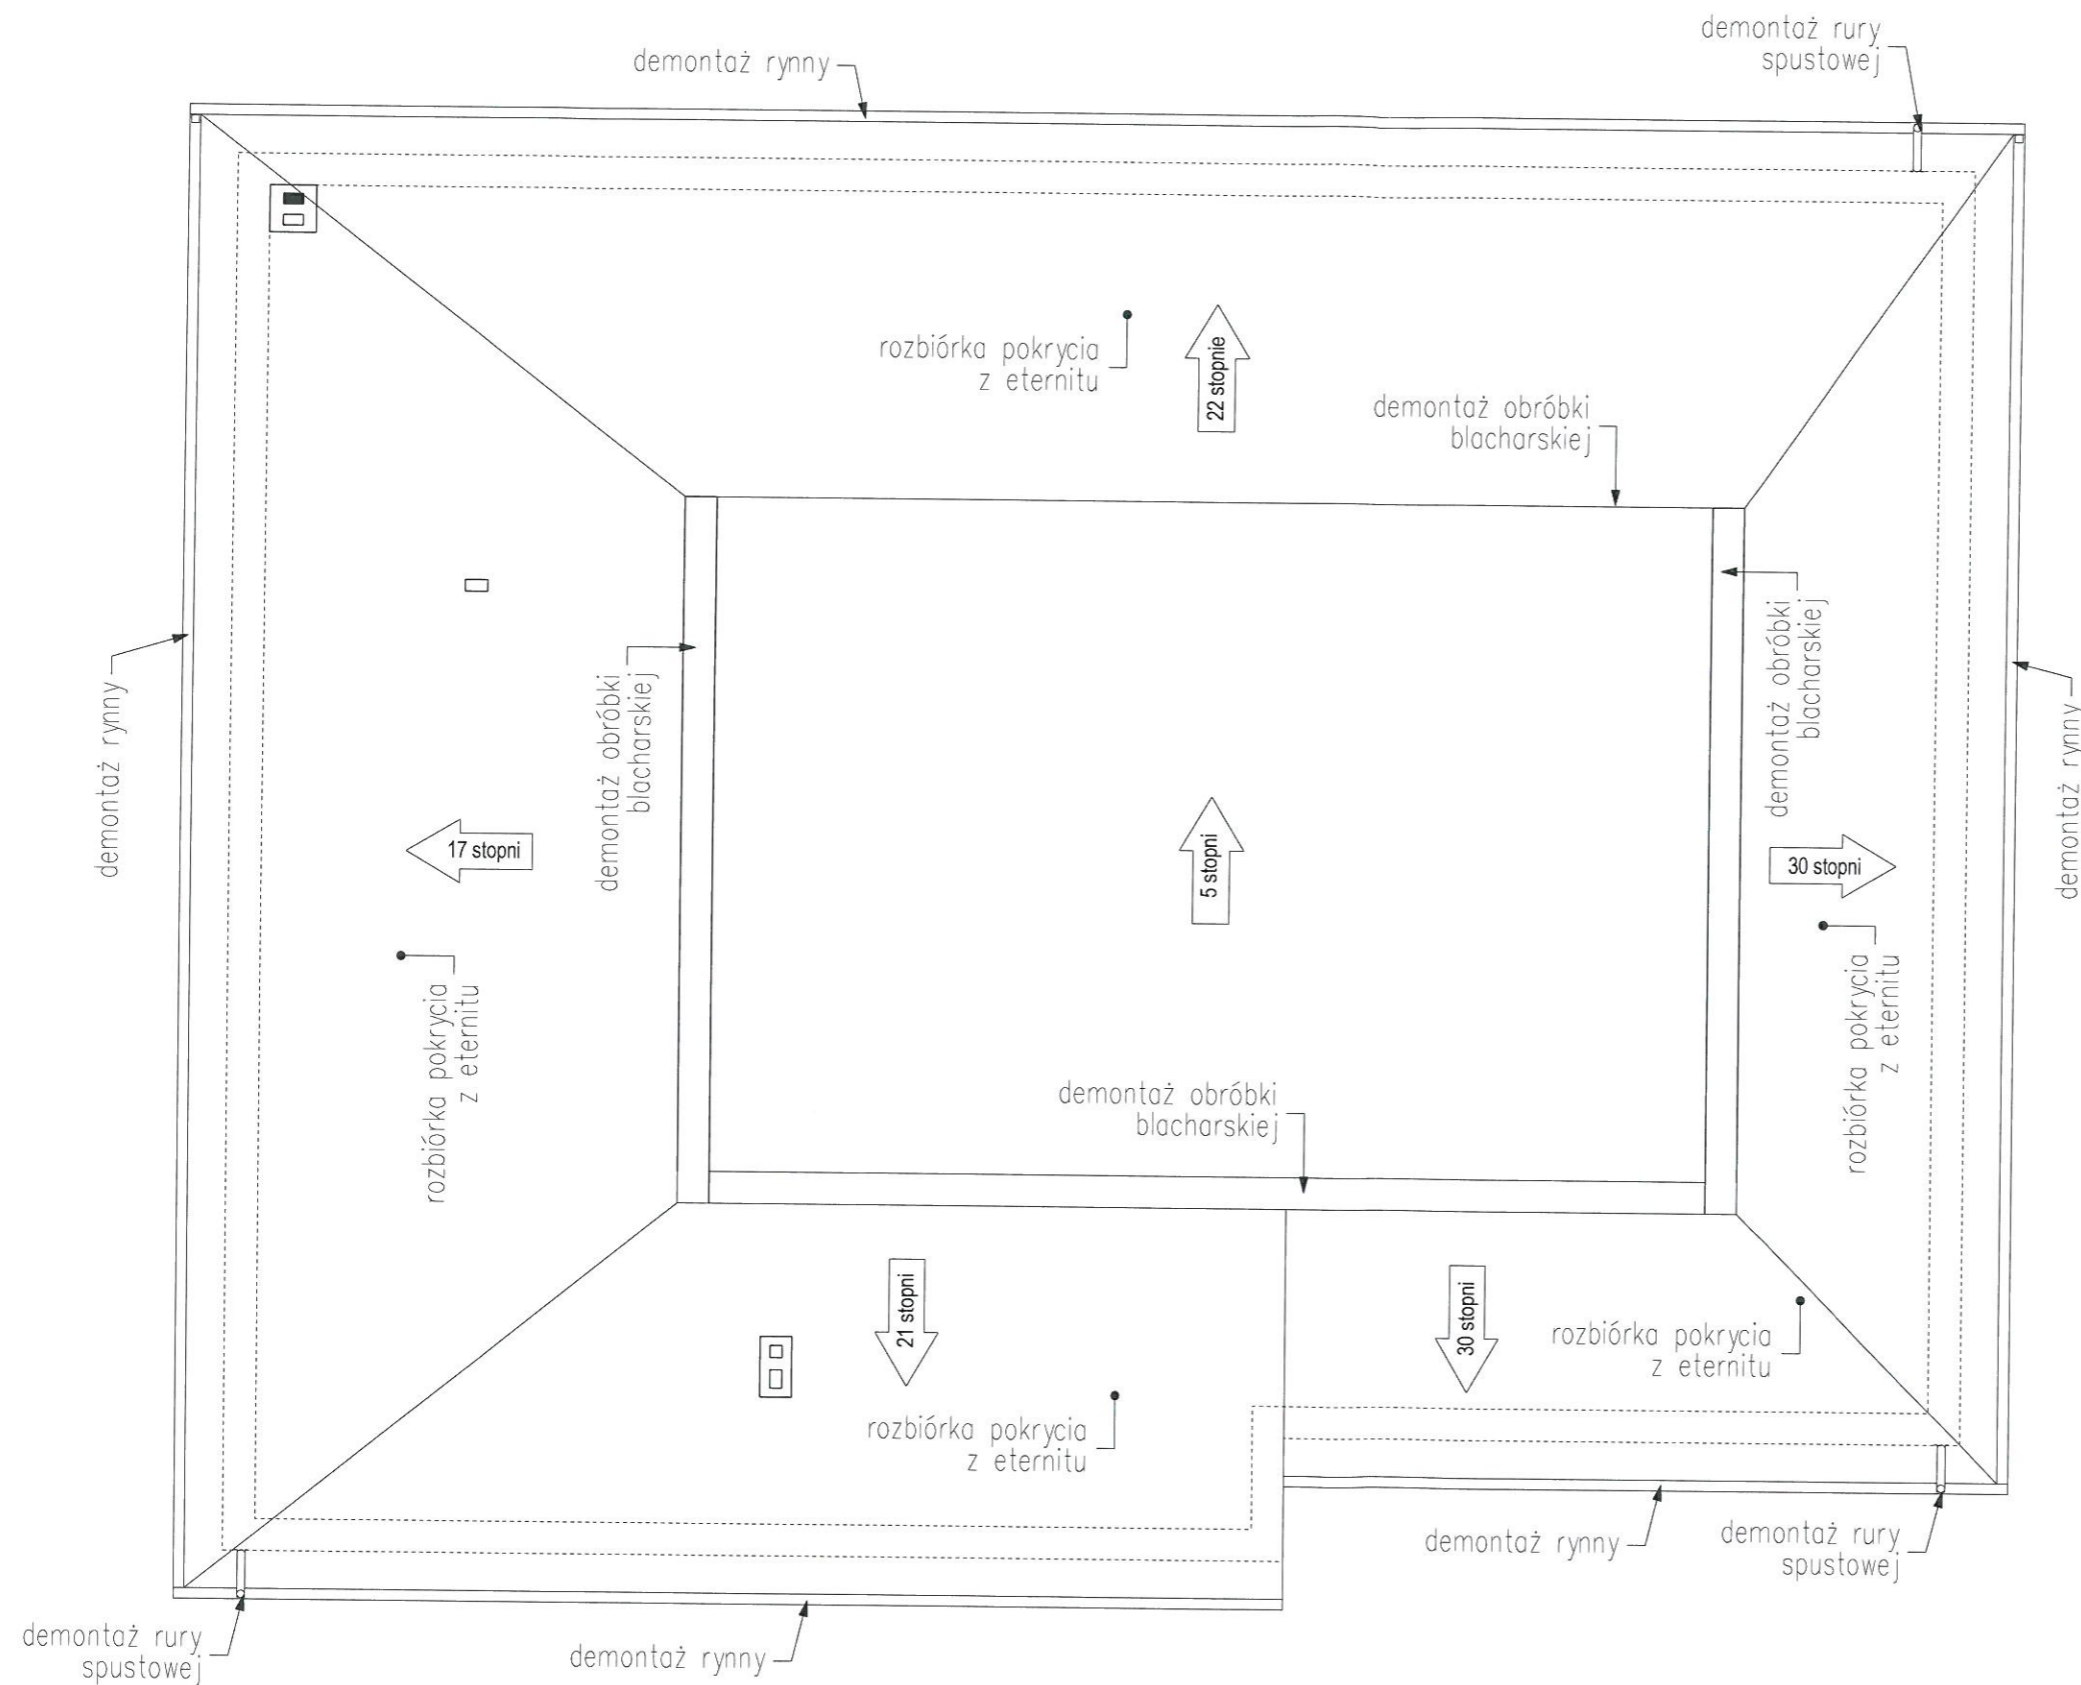 demontaż rury
spustowej
demontaż rynny
rozbiórka pokrycia
z eternitu
22 stopnie
demontaż obróbki
blacharskiej
demontaż obróbki
blacharskiej
demontaż rynny
demontaż obróbki
blacharskiej
demontaż rynny
17 stopni
5 stopni
30 stopni
rozbiórka pokrycia
z eternitu
rozbiórka pokrycia
z eternitu
demontaż obróbki
blacharskiej
21 stopni
30 stopni
rozbiórka pokrycia
z eternitu
rozbiórka pokrycia
z eternitu
demontaż rynny
demontaż rury
spustowej
demontaż rury
spustowej
demontaż rynny